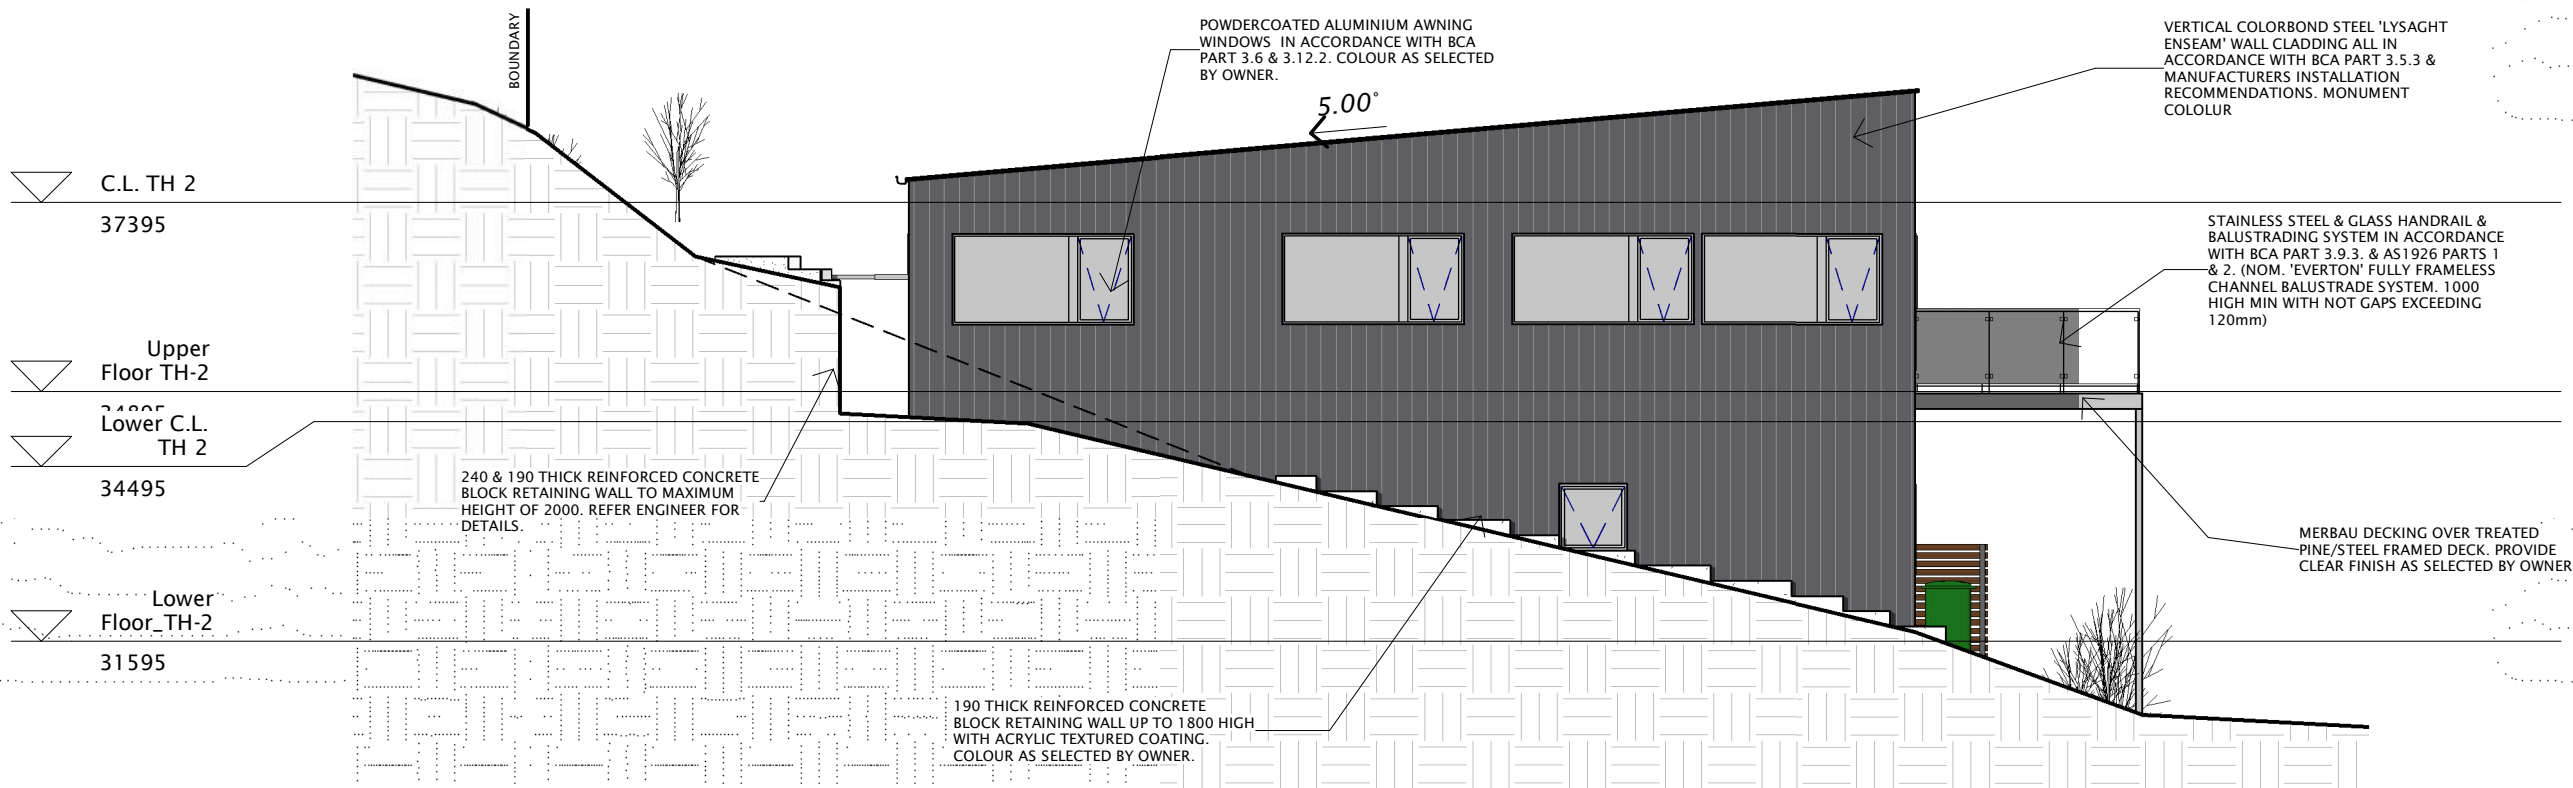 BOUNDARY
POWDERCOATED ALUMINIUM AWNING
WINDOWS IN ACCORDANCE WITH BCA
PART 3.6 & 3.12.2. COLOUR AS SELECTED
BY OWNER.
5.00°
VERTICAL COLORBOND STEEL 'LYSAGHT
ENSEAM' WALL CLADDING ALL IN
ACCORDANCE WITH BCA PART 3.5.3 &
MANUFACTURERS INSTALLATION
RECOMMENDATIONS. MONUMENT
COLOLUR
C.L. TH 2
37395
STAINLESS STEEL & GLASS HANDRAIL &
BALUSTRADING SYSTEM IN ACCORDANCE
WITH BCA PART 3.9.3. & AS1926 PARTS 1
& 2. (NOM. 'EVERTON' FULLY FRAMELESS
CHANNEL BALUSTRADE SYSTEM. 1000
HIGH MIN WITH NOT GAPS EXCEEDING
120mm)
Upper
Floor TH-2
Lower C.L.
TH 2
34495
240 & 190 THICK REINFORCED CONCRETE
BLOCK RETAINING WALL TO MAXIMUM
HEIGHT OF 2000. REFER ENGINEER FOR
DETAILS.
MERBAU DECKING OVER TREATED
PINE/STEEL FRAMED DECK. PROVIDE
CLEAR FINISH AS SELECTED BY OWNER
Lower
Floor_TH-2
31595
190 THICK REINFORCED CONCRETE
BLOCK RETAINING WALL UP TO 1800 HIGH
WITH ACRYLIC TEXTURED COATING.
COLOUR AS SELECTED BY OWNER.